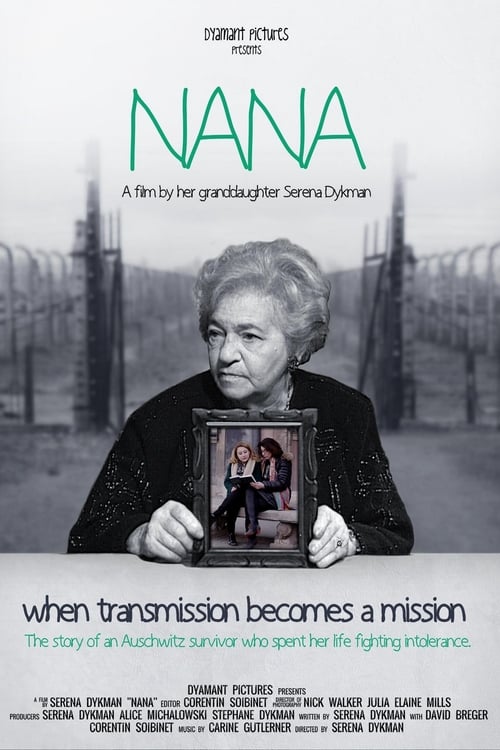 DYAMANT PICTURES
PRESENTS
NANA
A film by her granddaughter Serena Dykman
when transmission becomes a mission
The story of an Auschwitz survivor who spent her life fighting intolerance.
DYAMANT PICTURES PRESENTS
A FILM BY SERENA DYKMAN "NANA" EDITOR CORENTIN SOIBINET DIRECTOR OF PHOTOGRAPHY NICK WALKER JULIA ELAINE MILLS
PRODUCERS SERENA DYKMAN ALICE MICHALOWSKI STEPHANE DYKMAN WRITTEN BY SERENA DYKMAN WITH DAVID BREGER
CORENTIN SOIBINET MUSIC BY CARINE GUTLERNER DIRECTED BY SERENA DYKMAN